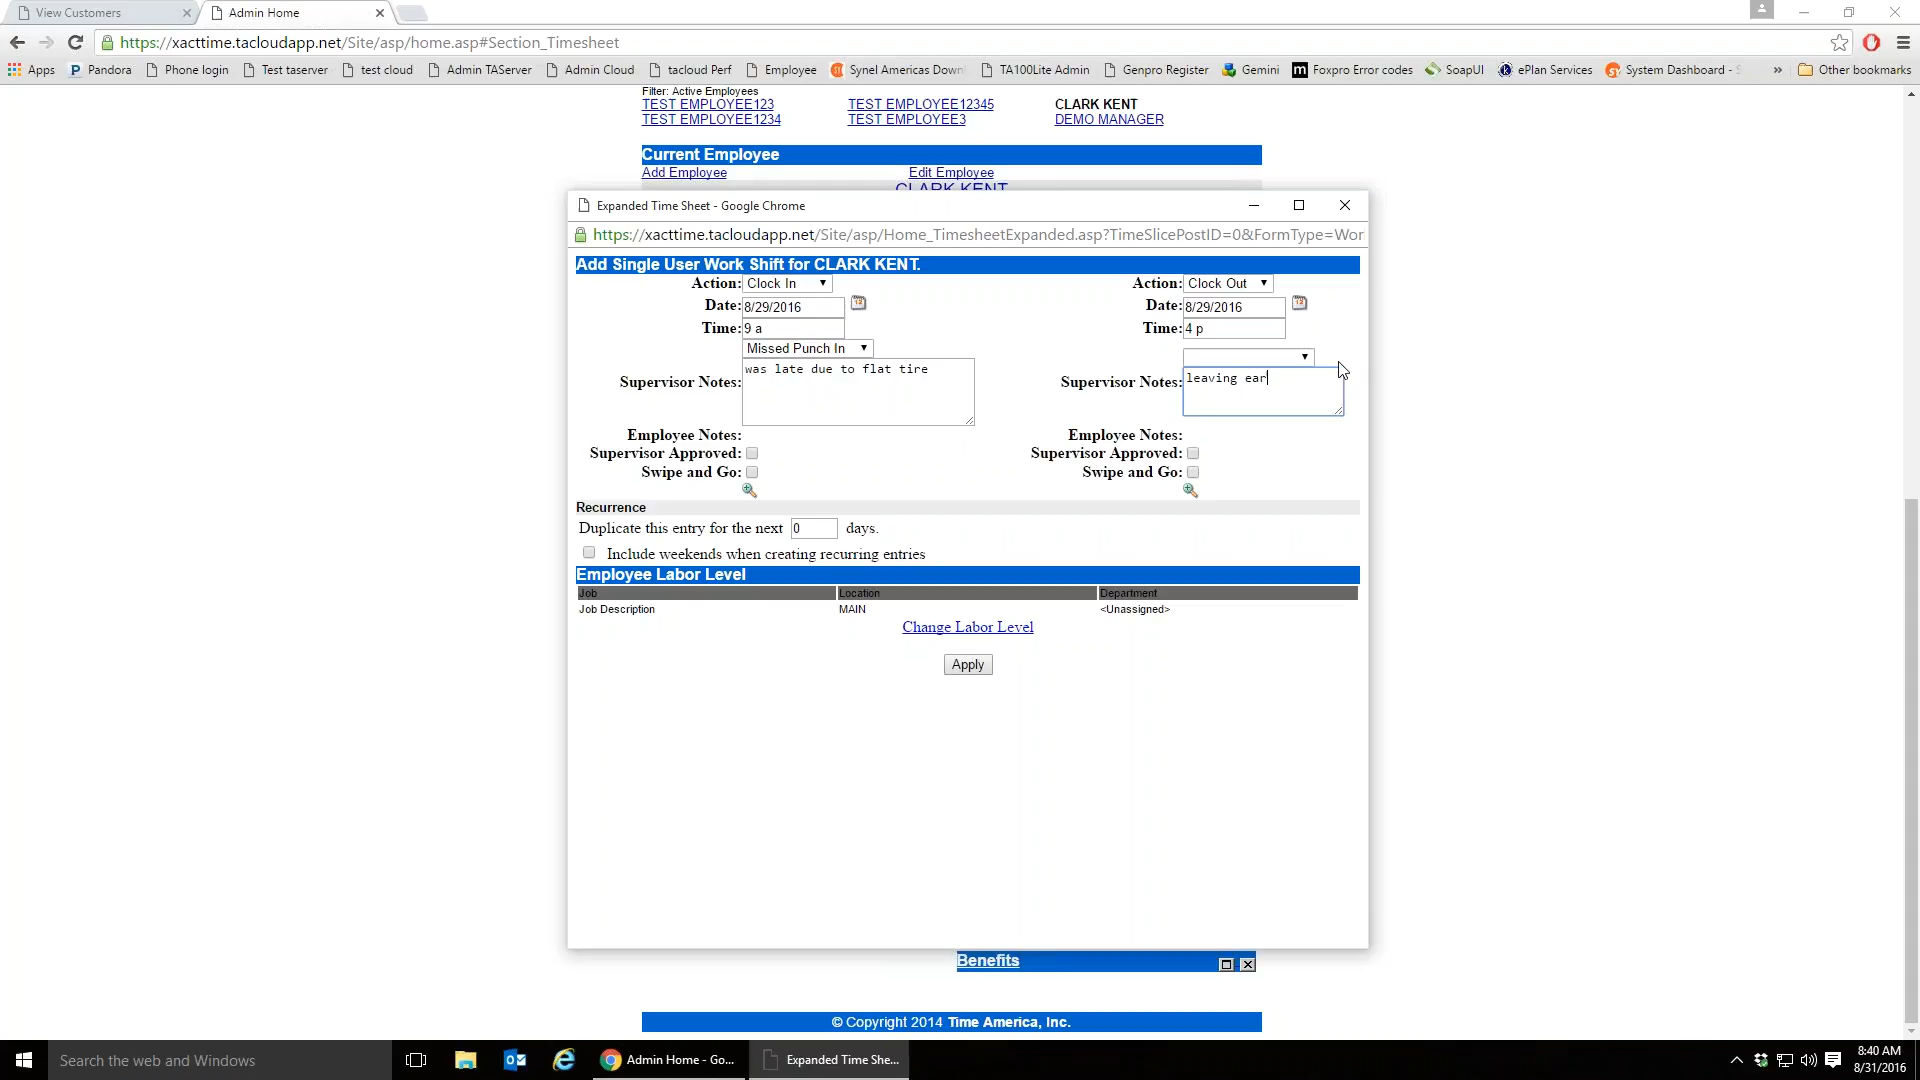 View Customers
Admin Home
https://xacttime.tacloudapp.net/Site/asp/home.asp#Section_Timesheet
Apps Pandora Phone login Test taserver test cloud Admin TAServer Admin Cloud tacloud Perf Employee Synel Americas Down TA100Lite Admin Genpro Register Gemini Foxpro Error codes SoapUI ePlan Services System Dashboard - » Other bookmarks
Filter: Active Employees
TEST EMPLOYEE123 TEST EMPLOYEE12345 CLARK KENT
TEST EMPLOYEE1234 TEST EMPLOYEE3 DEMO MANAGER
Current Employee
Add Employee Edit Employee
CLARK KENT
Expanded Time Sheet - Google Chrome
https://xacttime.tacloudapp.net/Site/asp/Home_TimesheetExpanded.asp?TimeSlicePostID=0&FormType=Wor
Add Single User Work Shift for CLARK KENT.
Action: Clock In Action: Clock Out
Date: 8/29/2016 Date: 8/29/2016
Time: 9 a Time: 4 p
Missed Punch In
Supervisor Notes: was late due to flat tire Supervisor Notes: leaving ear
Employee Notes: Employee Notes:
Supervisor Approved: Supervisor Approved:
Swipe and Go: Swipe and Go:
Recurrence
Duplicate this entry for the next 0 days.
Include weekends when creating recurring entries
Employee Labor Level
Job Location Department
Job Description MAIN <Unassigned>
Change Labor Level
Apply
Benefits
© Copyright 2014 Time America, Inc.
Search the web and Windows
Admin Home - Go...
Expanded Time She...
8:40 AM
8/31/2016